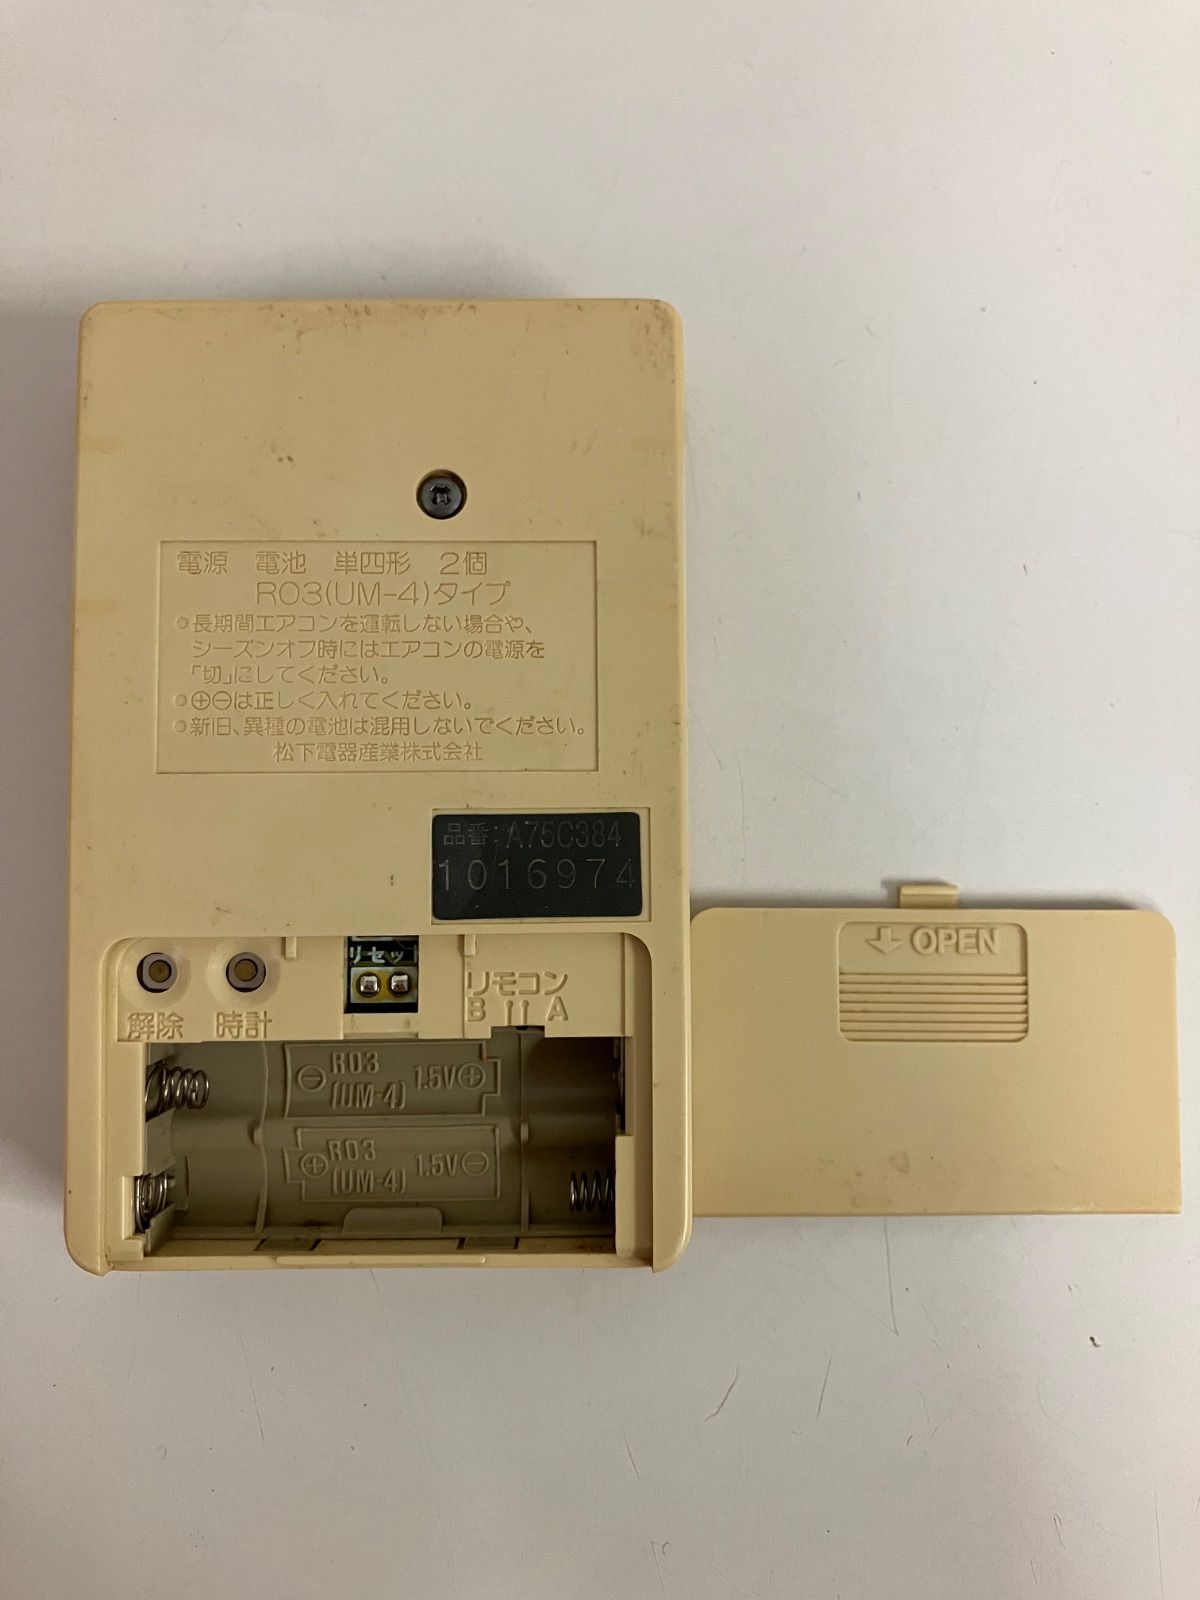 電源 電池 単四形 2個
R03(UM-4)タイプ
●長期間エアコンを運転しない場合や、
シーズンオフ時にはエアコンの電源を
「切」にしてください。
●⊕⊖は正しく入れてください。
●新旧、異種の電池は混用しないでください。
松下電器産業株式会社
品番:A75C384
1016974
リセッ
リモコン
B A
解除 時計
⊖ R03 (UM-4) 1.5V ⊕
⊕ R03 (UM-4) 1.5V ⊖
OPEN